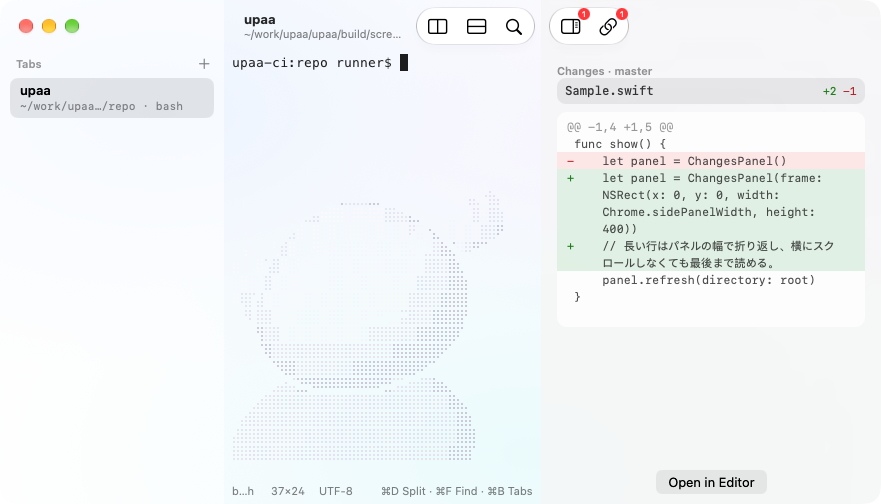 upaa
~/work/upaa/upaa/build/scre…
1
1
Tabs
+
upaa
~/work/upaa…/repo · bash
upaa-ci:repo runner$
Changes · master
Sample.swift +2 −1
@@ −1,4 +1,5 @@
func show() {
− let panel = ChangesPanel()
+ let panel = ChangesPanel(frame:
NSRect(x: 0, y: 0, width:
Chrome.sidePanelWidth, height:
400))
+ // 長い行はパネルの幅で折り返し、横にスク
ロールしなくても最後まで読める。
panel.refresh(directory: root)
}
Open in Editor
b…h 37×24 UTF-8 ⌘D Split · ⌘F Find · ⌘B Tabs